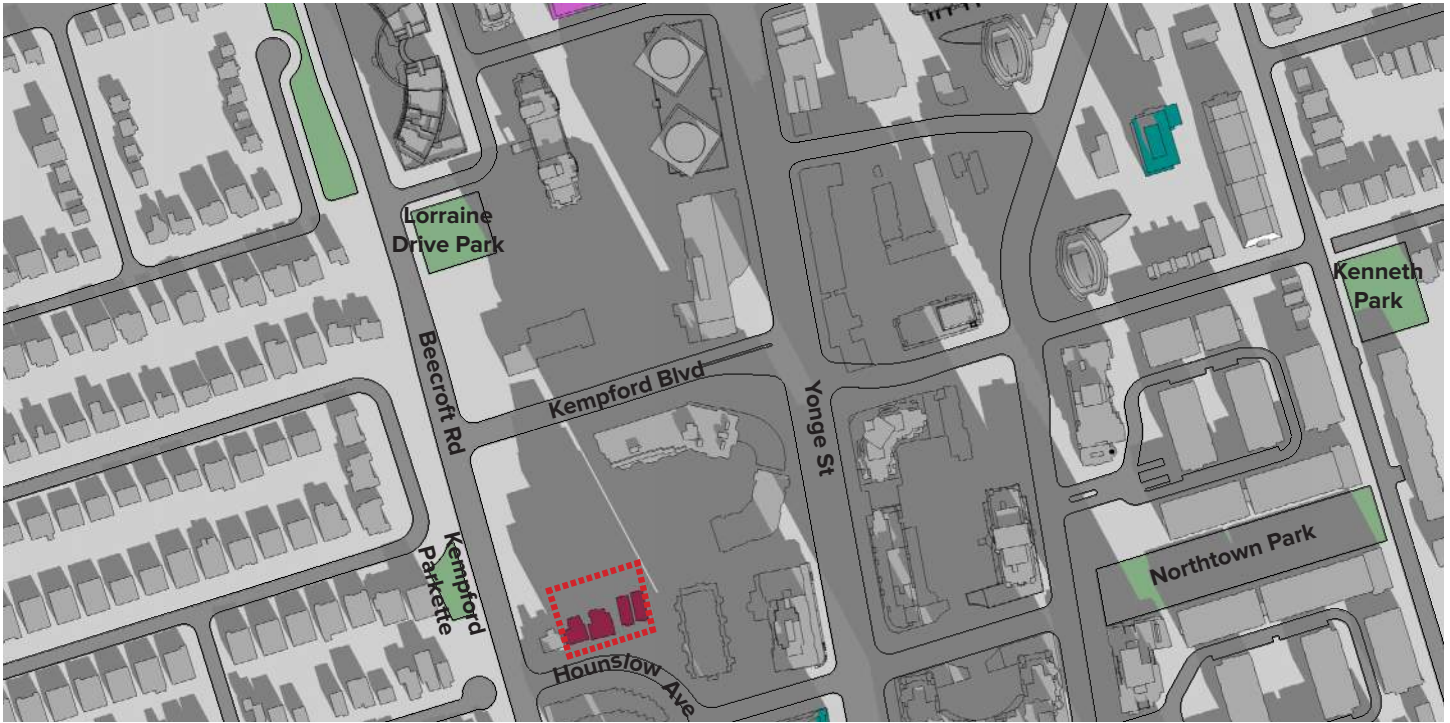 Lorraine
Drive Park
Kenneth
Park
Beecroft Rd
Kempford Blvd
Yonge St
Kempford
Parkette
Northtown Park
Hounslow Ave